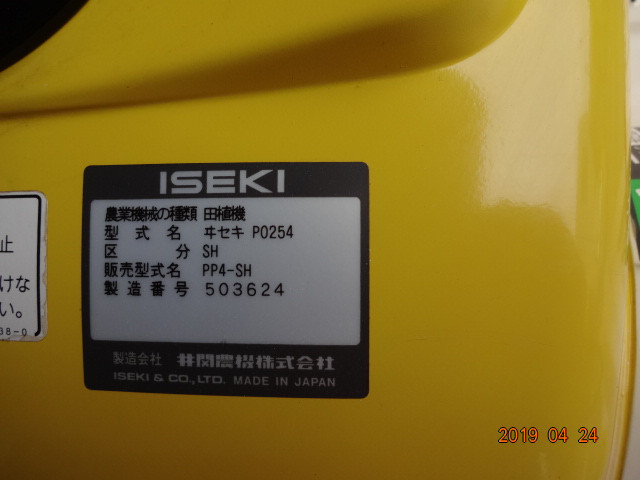 ISEKI
農業機械の種類 田植機
型式名 ヰセキ P0254
区分 SH
販売型式名 PP4-SH
製造番号 503624
製造会社 井関農機株式会社
ISEKI & CO., LTD. MADE IN JAPAN
止
けな
い。
38-0
2019 04 24